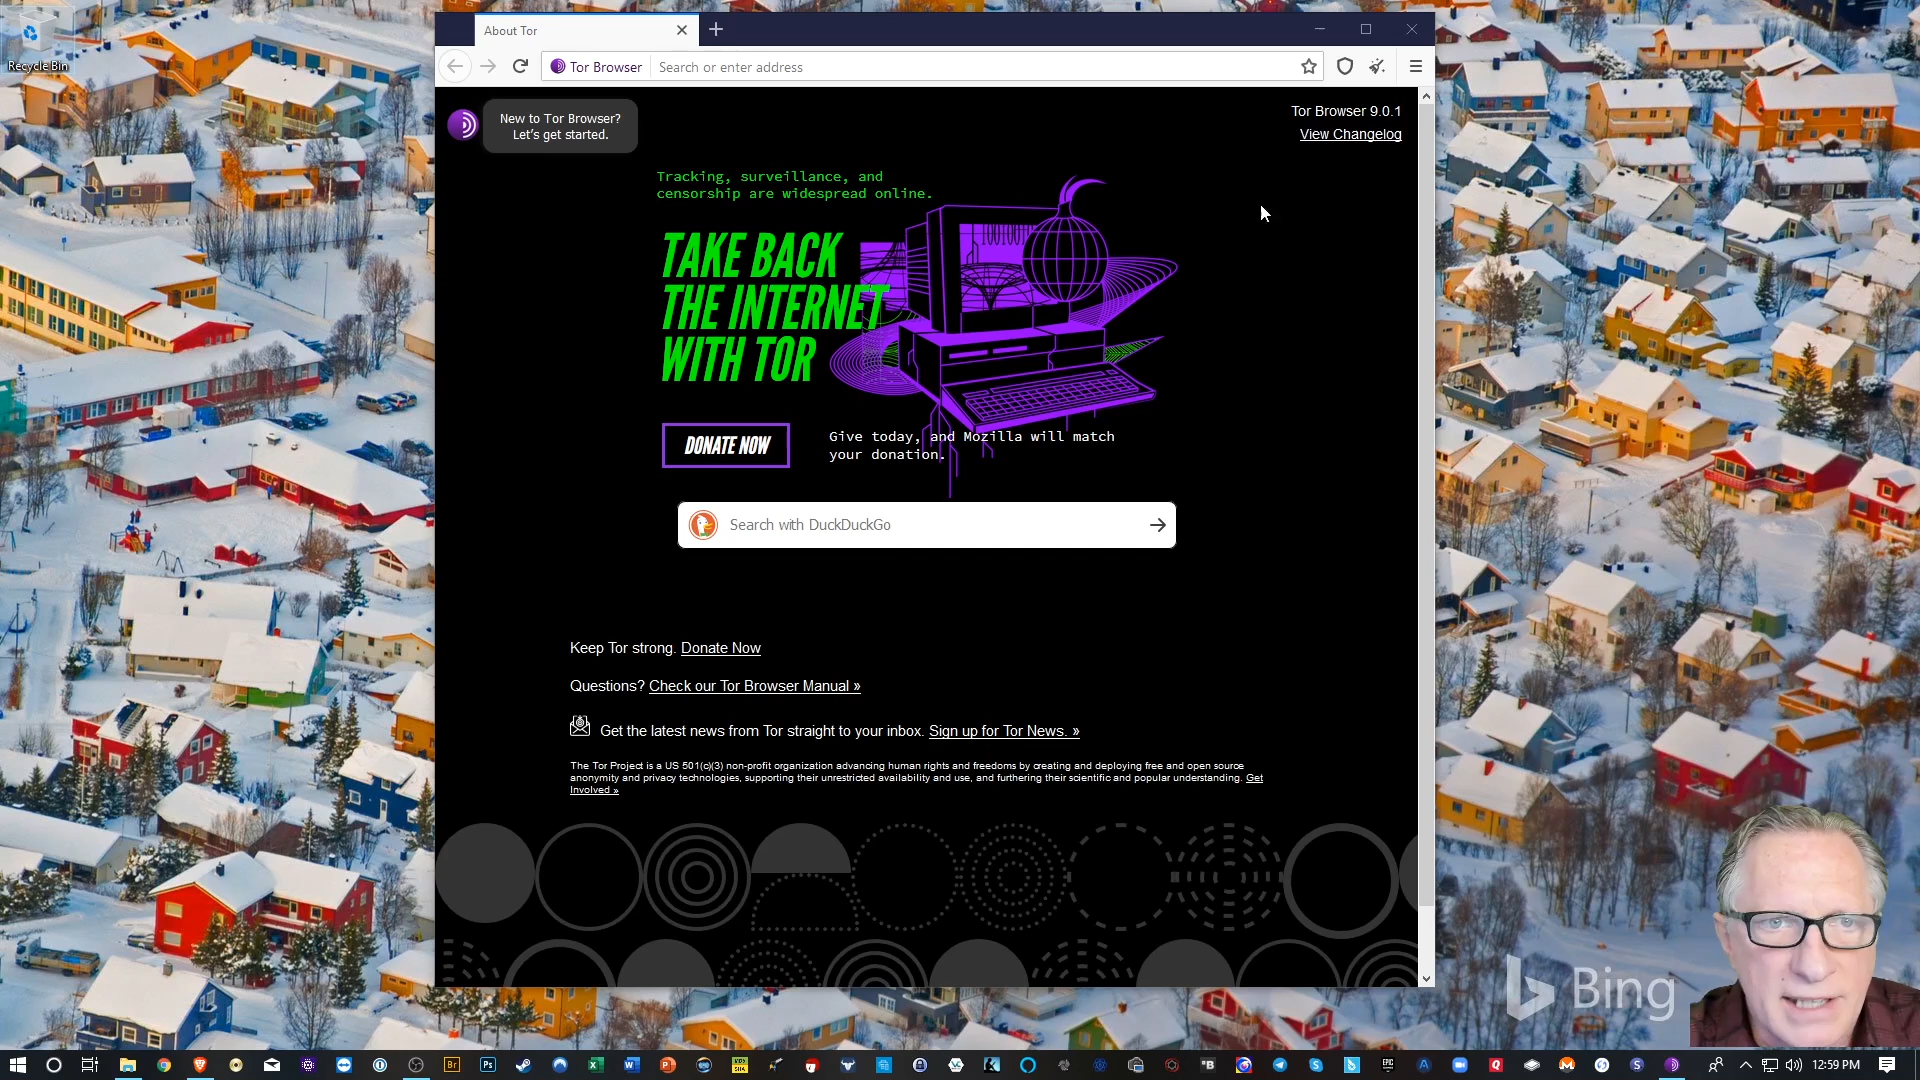 Recycle Bin
About Tor
Tor Browser
Search or enter address
New to Tor Browser?
Let's get started.
Tor Browser 9.0.1
View Changelog
Tracking, surveillance, and
censorship are widespread online.
TAKE BACK
THE INTERNET
WITH TOR
DONATE NOW
Give today, and Mozilla will match
your donation.
Search with DuckDuckGo
Keep Tor strong. Donate Now
Questions? Check our Tor Browser Manual »
Get the latest news from Tor straight to your inbox. Sign up for Tor News. »
The Tor Project is a US 501(c)(3) non-profit organization advancing human rights and freedoms by creating and deploying free and open source
anonymity and privacy technologies, supporting their unrestricted availability and use, and furthering their scientific and popular understanding. Get
Involved »
Bing
Br
Ps
12:59 PM